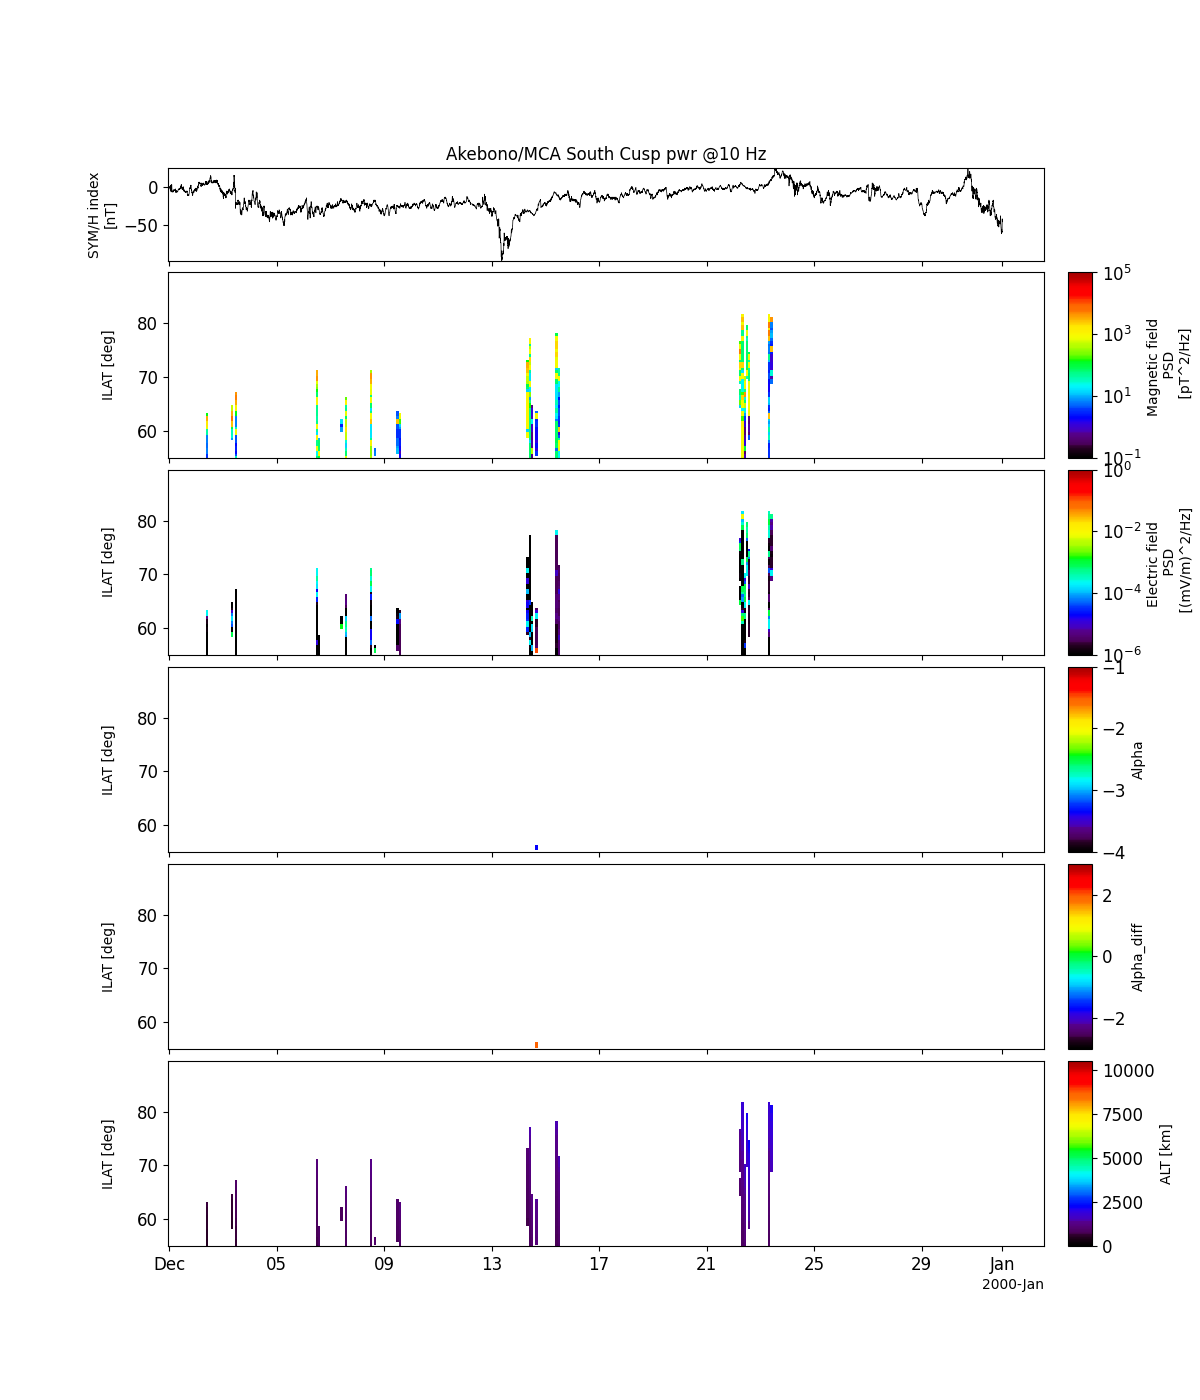 Akebono/MCA South Cusp pwr @10 Hz
SYM/H index
[nT]
0
−50
ILAT [deg]
80
70
60
10^5
10^3
10^1
10^−1
Magnetic field
PSD
[pT^2/Hz]
ILAT [deg]
80
70
60
10^0
10^−2
10^−4
10^−6
Electric field
PSD
[(mV/m)^2/Hz]
ILAT [deg]
80
70
60
−1
−2
−3
−4
Alpha
ILAT [deg]
80
70
60
2
0
−2
Alpha_diff
ILAT [deg]
80
70
60
10000
7500
5000
2500
0
ALT [km]
Dec 05 09 13 17 21 25 29 Jan
2000-Jan